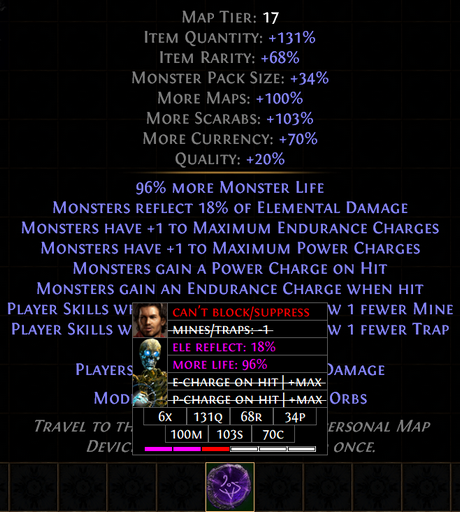 Map Tier: 17
Item Quantity: +131%
Item Rarity: +68%
Monster Pack Size: +34%
More Maps: +100%
More Scarabs: +103%
More Currency: +70%
Quality: +20%
96% more Monster Life
Monsters reflect 18% of Elemental Damage
Monsters have +1 to Maximum Endurance Charges
Monsters have +1 to Maximum Power Charges
Monsters gain a Power Charge on Hit
Monsters gain an Endurance Charge when hit
Player Skills w 1 fewer Mine
Player Skills w 1 fewer Trap
Players Damage
Mod Orbs
Travel to th ersonal Map
Devic once.
can't block/suppress
mines/traps: -1
ele reflect: 18%
more life: 96%
e-charge on hit | +max
p-charge on hit | +max
6x 131q 68r 34p
100m 103s 70c